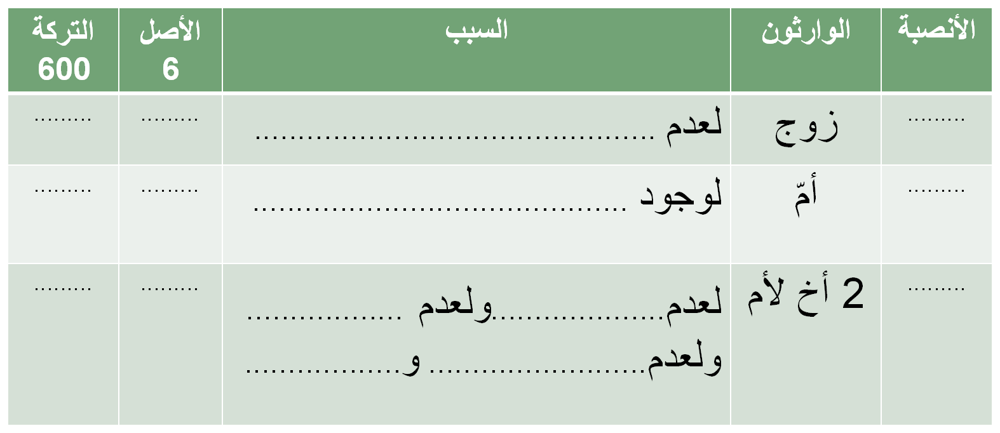 الأنصبة الوارثون السبب الأصل التركة
6 600
......... زوج لعدم .............................................. ......... .........
......... أمّ لوجود ........................................... ......... .........
......... 2 أخ لأم لعدم....................ولعدم .................. ......... .........
ولعدم......................... و..................